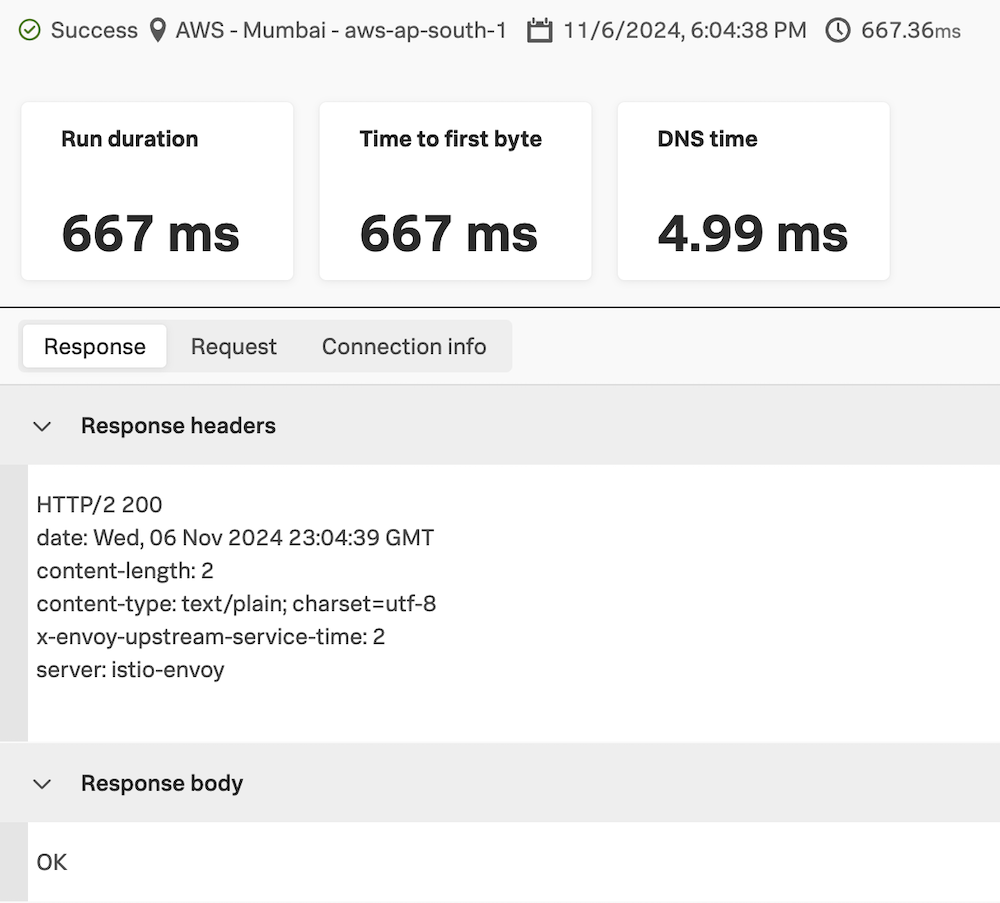 Success AWS - Mumbai - aws-ap-south-1 11/6/2024, 6:04:38 PM 667.36ms
Run duration Time to first byte DNS time
667 ms 667 ms 4.99 ms
Response Request Connection info
Response headers
HTTP/2 200
date: Wed, 06 Nov 2024 23:04:39 GMT
content-length: 2
content-type: text/plain; charset=utf-8
x-envoy-upstream-service-time: 2
server: istio-envoy
Response body
OK